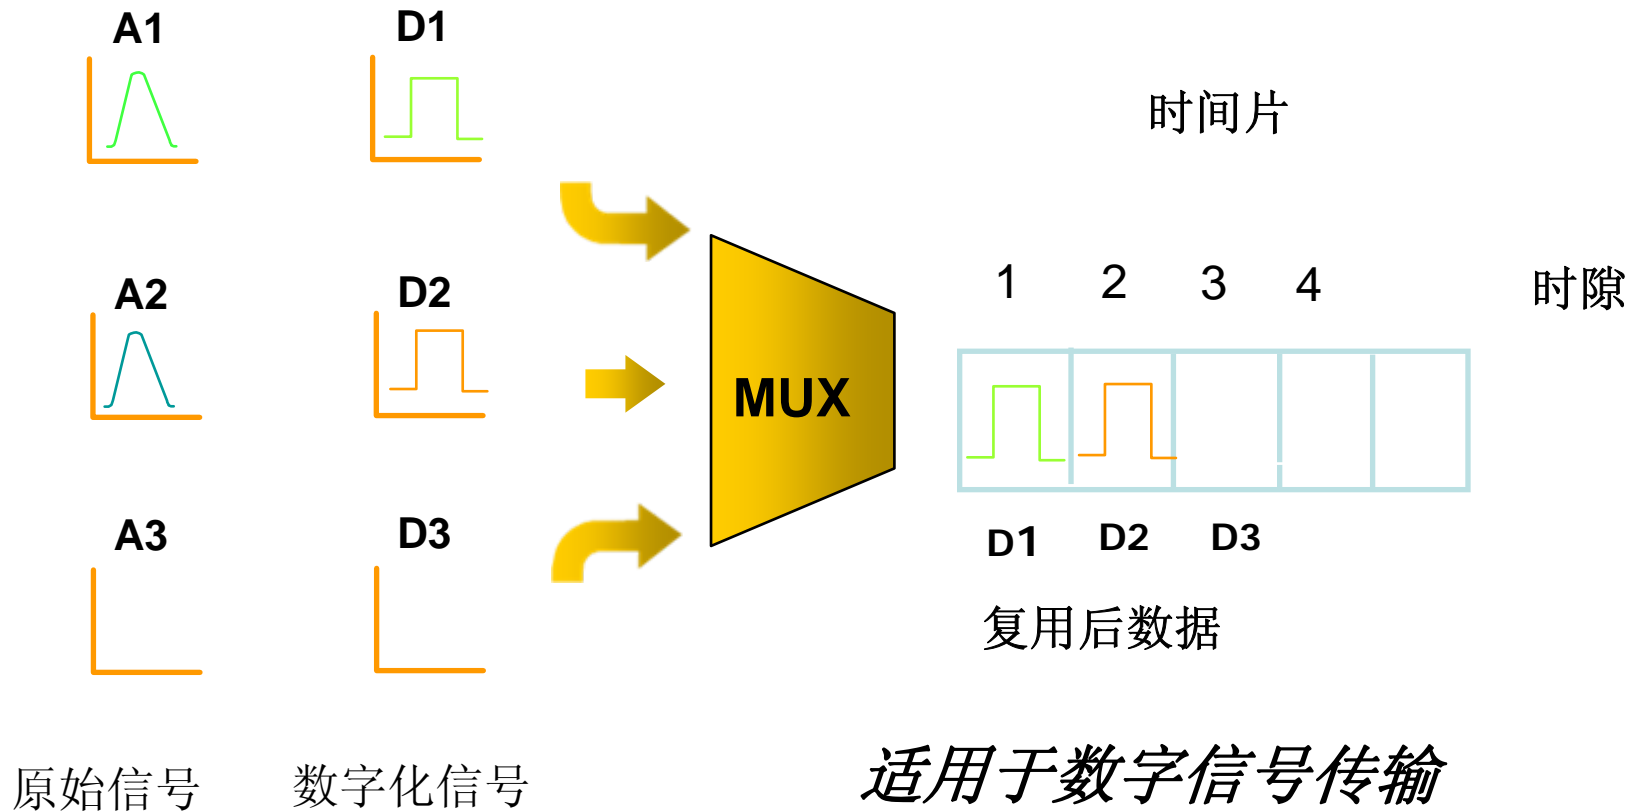 A1
D1
时间片
A2
D2
1 2 3 4
时隙
MUX
A3
D3
D1 D2 D3
复用后数据
原始信号
数字化信号
适用于数字信号传输